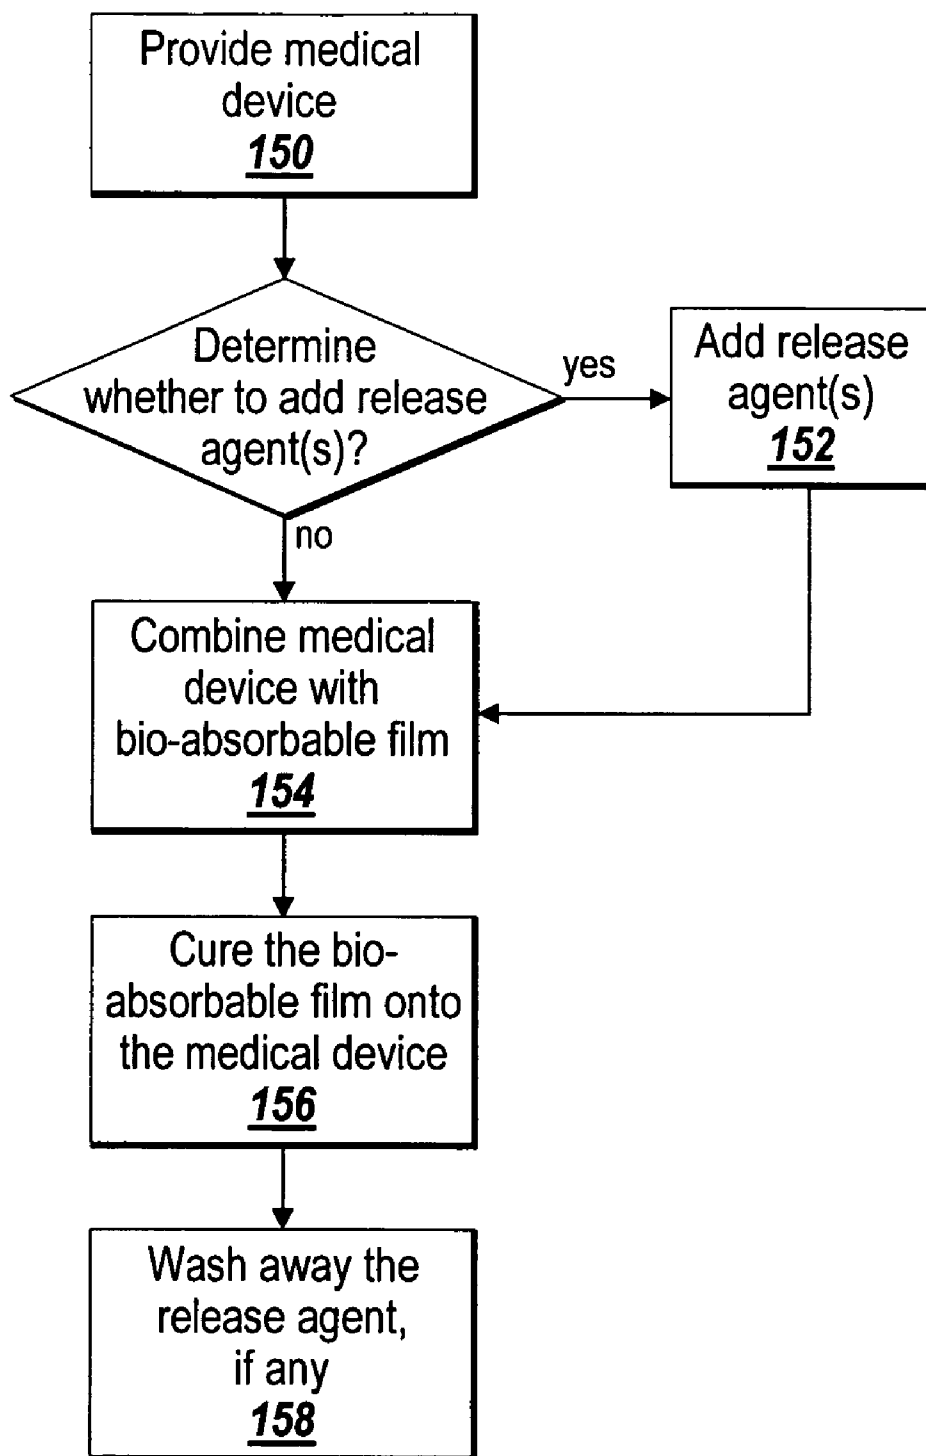 Provide medical
device
150
Determine
whether to add release
agent(s)?
yes
Add release
agent(s)
152
no
Combine medical
device with
bio-absorbable film
154
Cure the bio-
absorbable film onto
the medical device
156
Wash away the
release agent,
if any
158